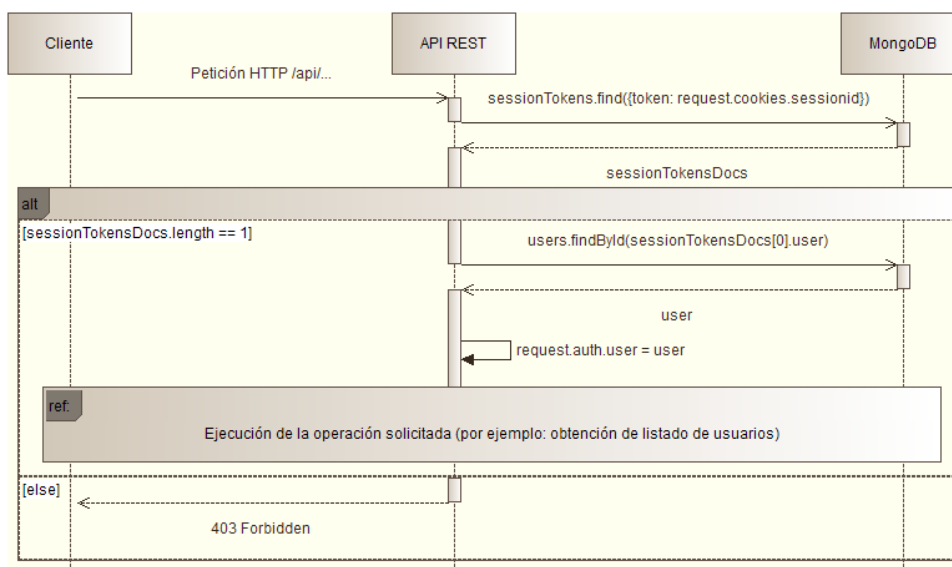 Cliente
API REST
MongoDB
Petición HTTP /api/...
sessionTokens.find({token: request.cookies.sessionid})
sessionTokensDocs
alt
[sessionTokensDocs.length == 1]
users.findById(sessionTokensDocs[0].user)
user
request.auth.user = user
ref:
Ejecución de la operación solicitada (por ejemplo: obtención de listado de usuarios)
[else]
403 Forbidden